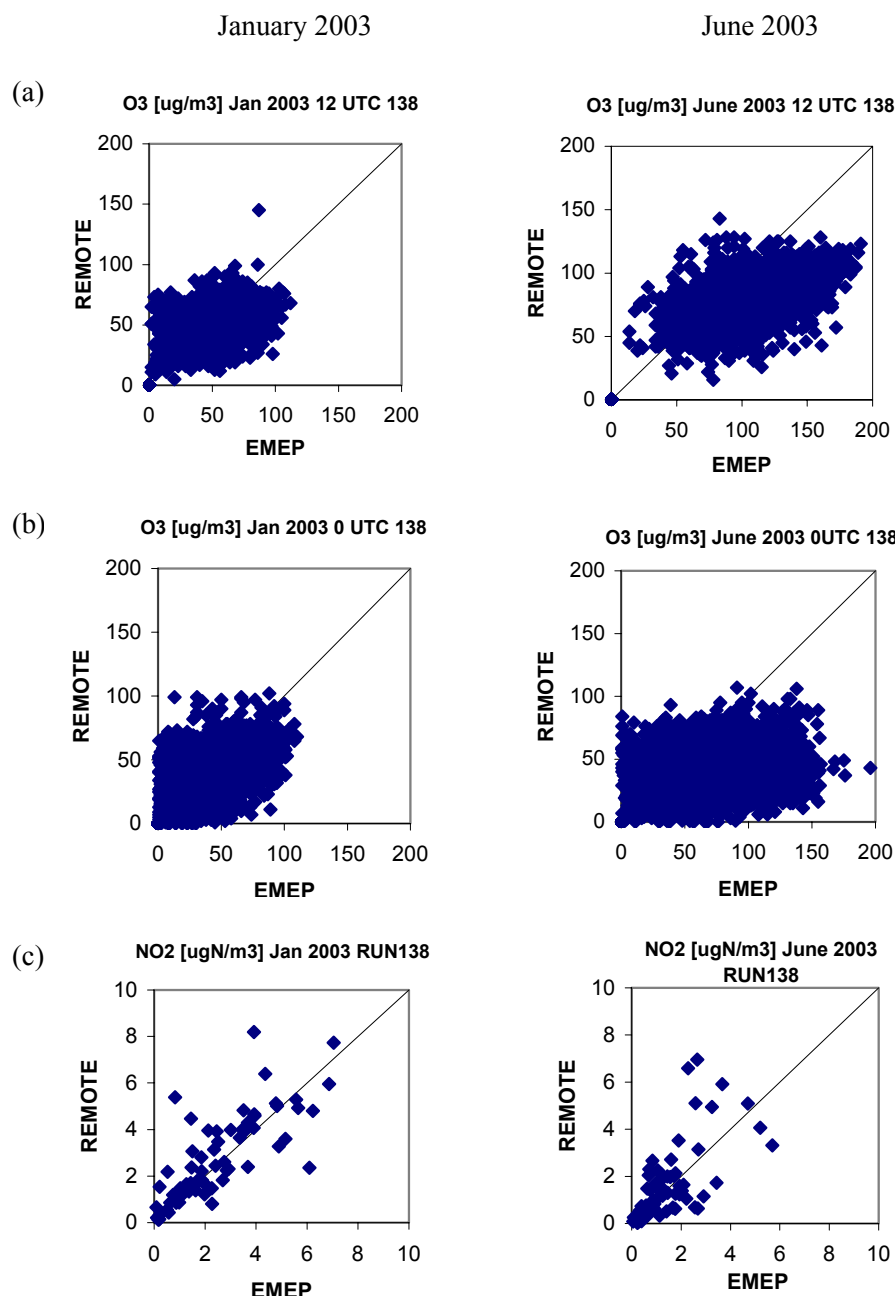 January 2003
June 2003
(a)
O3 [ug/m3] Jan 2003 12 UTC 138
200
150
100
50
0
REMOTE
0 50 100 150 200
EMEP
O3 [ug/m3] June 2003 12 UTC 138
200
150
100
50
0
REMOTE
0 50 100 150 200
EMEP
(b)
O3 [ug/m3] Jan 2003 0 UTC 138
200
150
100
50
0
REMOTE
0 50 100 150 200
EMEP
O3 [ug/m3] June 2003 0UTC 138
200
150
100
50
0
REMOTE
0 50 100 150 200
EMEP
(c)
NO2 [ugN/m3] Jan 2003 RUN138
10
8
6
4
2
0
REMOTE
0 2 4 6 8 10
EMEP
NO2 [ugN/m3] June 2003
RUN138
10
8
6
4
2
0
REMOTE
0 2 4 6 8 10
EMEP